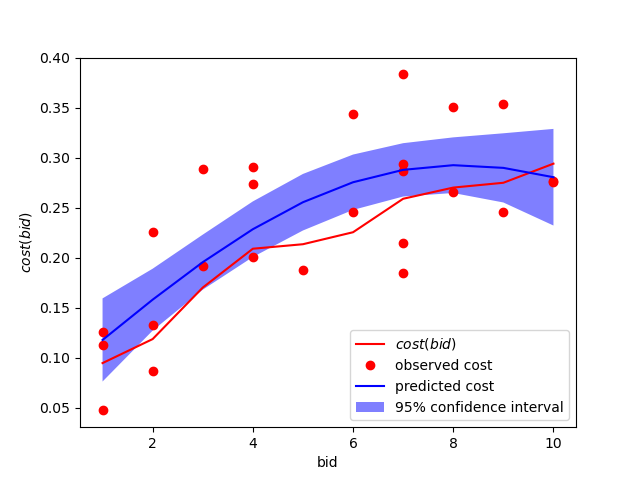 0.40
0.35
0.30
0.25
0.20
0.15
0.10
0.05
cost(bid)
cost(bid)
observed cost
predicted cost
95% confidence interval
2
4
6
8
10
bid